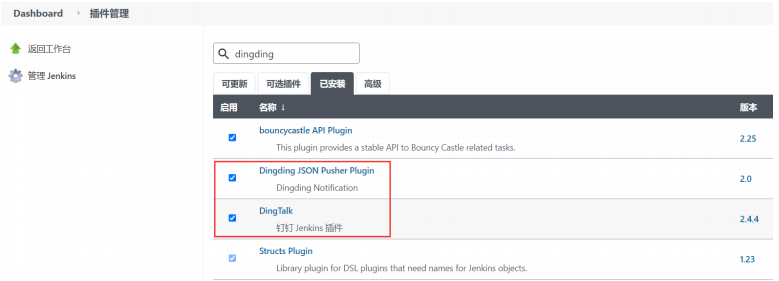 Dashboard 插件管理
返回工作台
管理 Jenkins
dingding
可更新 可选插件 已安装 高级
启用 名称 ↓ 版本
bouncycastle API Plugin
This plugin provides a stable API to Bouncy Castle related tasks.
2.25
Dingding JSON Pusher Plugin
Dingding Notification
2.0
DingTalk
钉钉 Jenkins 插件
2.4.4
Structs Plugin
Library plugin for DSL plugins that need names for Jenkins objects.
1.23